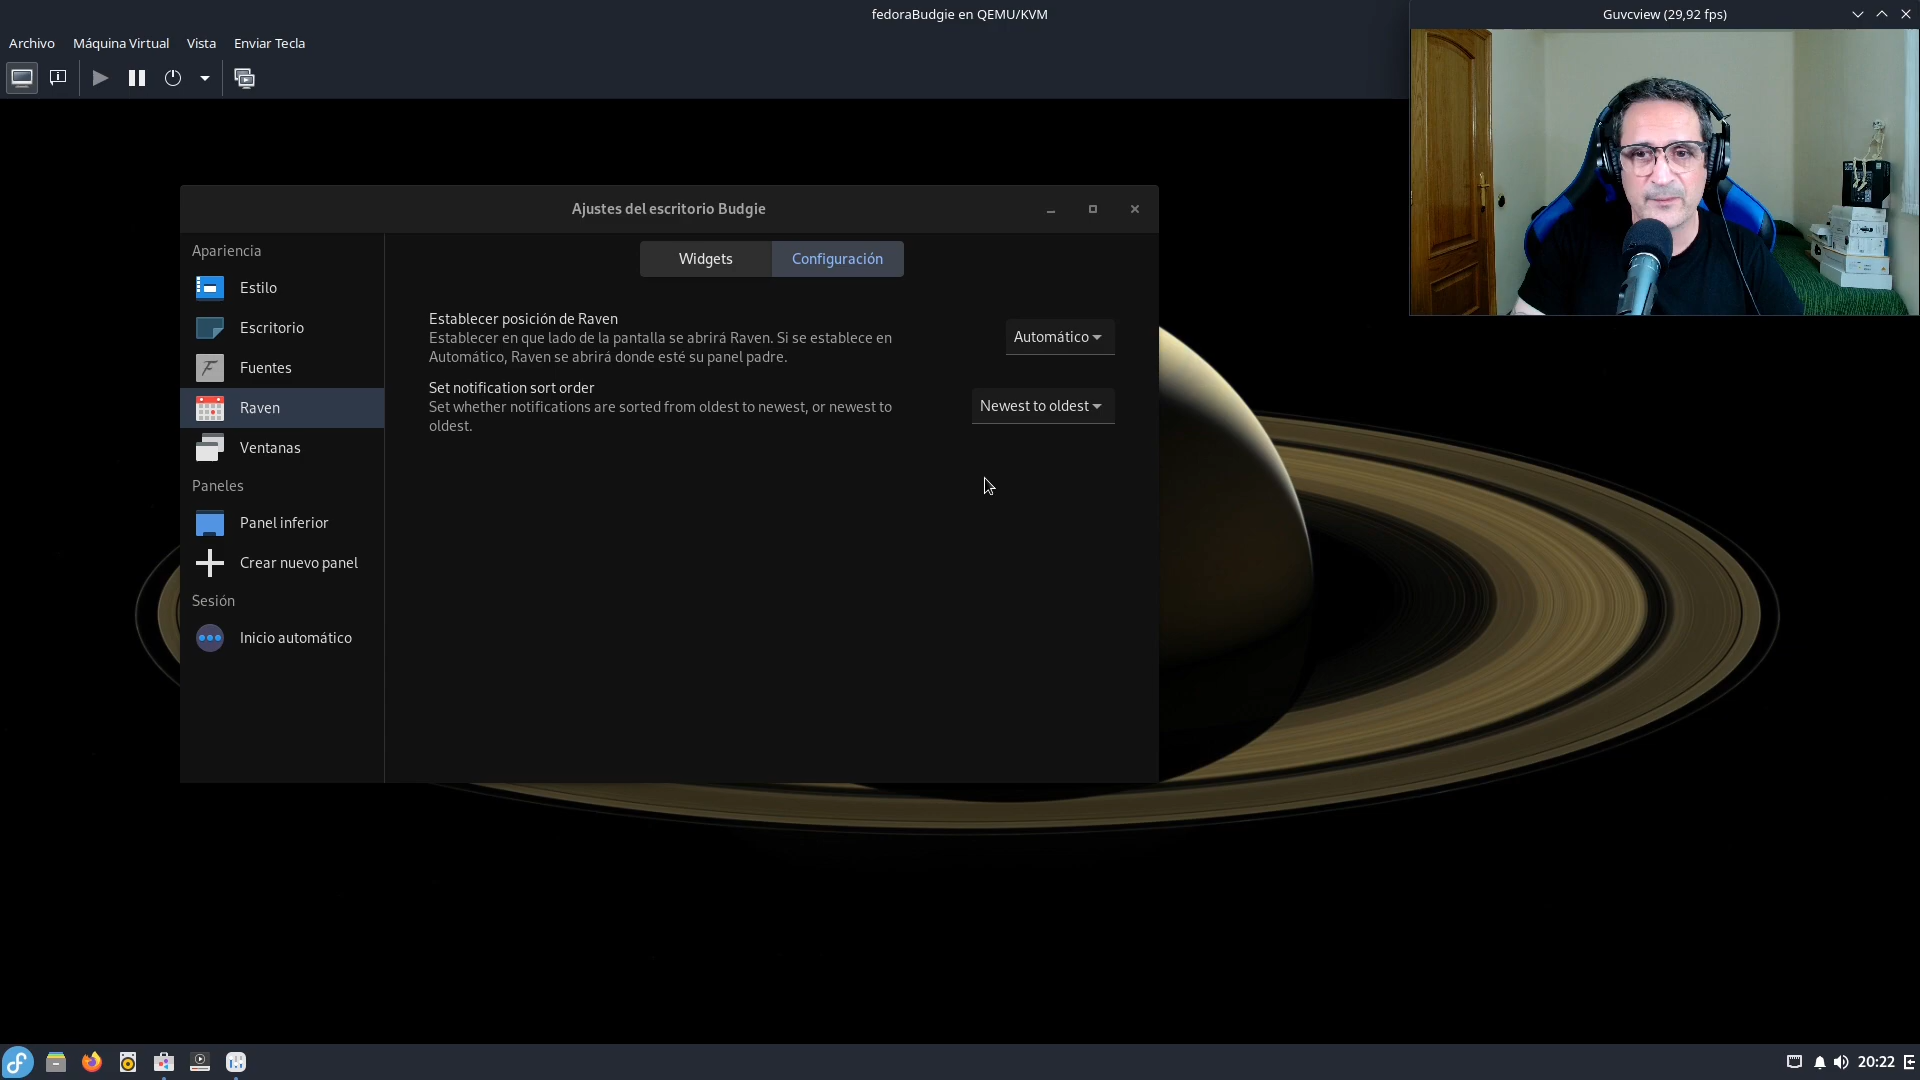 fedoraBudgie en QEMU/KVM
Guvcview (29,92 fps)
Archivo Máquina Virtual Vista Enviar Tecla
Ajustes del escritorio Budgie
Apariencia
Estilo
Escritorio
Fuentes
Raven
Ventanas
Paneles
Panel inferior
Crear nuevo panel
Sesión
Inicio automático
Widgets Configuración
Establecer posición de Raven
Establecer en que lado de la pantalla se abrirá Raven. Si se establece en
Automático, Raven se abrirá donde esté su panel padre.
Automático
Set notification sort order
Set whether notifications are sorted from oldest to newest, or newest to
oldest.
Newest to oldest
20:22